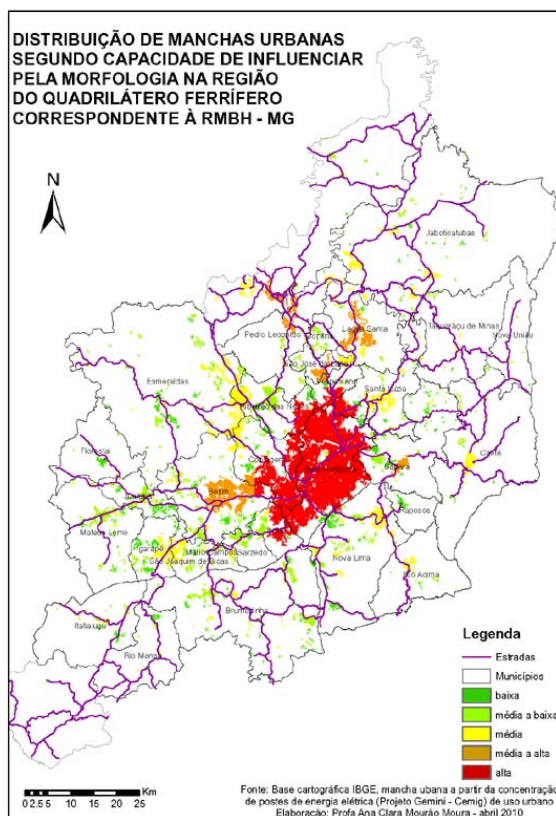 DISTRIBUIÇÃO DE MANCHAS URBANAS
SEGUNDO CAPACIDADE DE INFLUENCIAR
PELA MORFOLOGIA NA REGIÃO
DO QUADRILÁTERO FERRÍFERO
CORRESPONDENTE À RMBH - MG
N
Jaboticatubas
Pedro Leopoldo
Lagoa Santa
Taquaraçu de Minas
Nova União
São José da
Esmeraldas
Santa Luzia
Caeté
Florestal
Betim
Raposos
Mateus Leme
Igarapé
São Joaquim de Bicas
Sarzedo
Nova Lima
Rio Acima
Brumadinho
Itatiaiuçu
Rio Manso
Legenda
Estradas
Municípios
baixa
média a baixa
média
média a alta
alta
0 2.5 5 10 15 20 25 Km
Fonte: Base cartográfica IBGE, mancha ubana a partir da concentração
de postes de energia elétrica (Projeto Gemini - Cemig) de uso urbano
Elaboração: Profa Ana Clara Mourão Moura - abril 2010